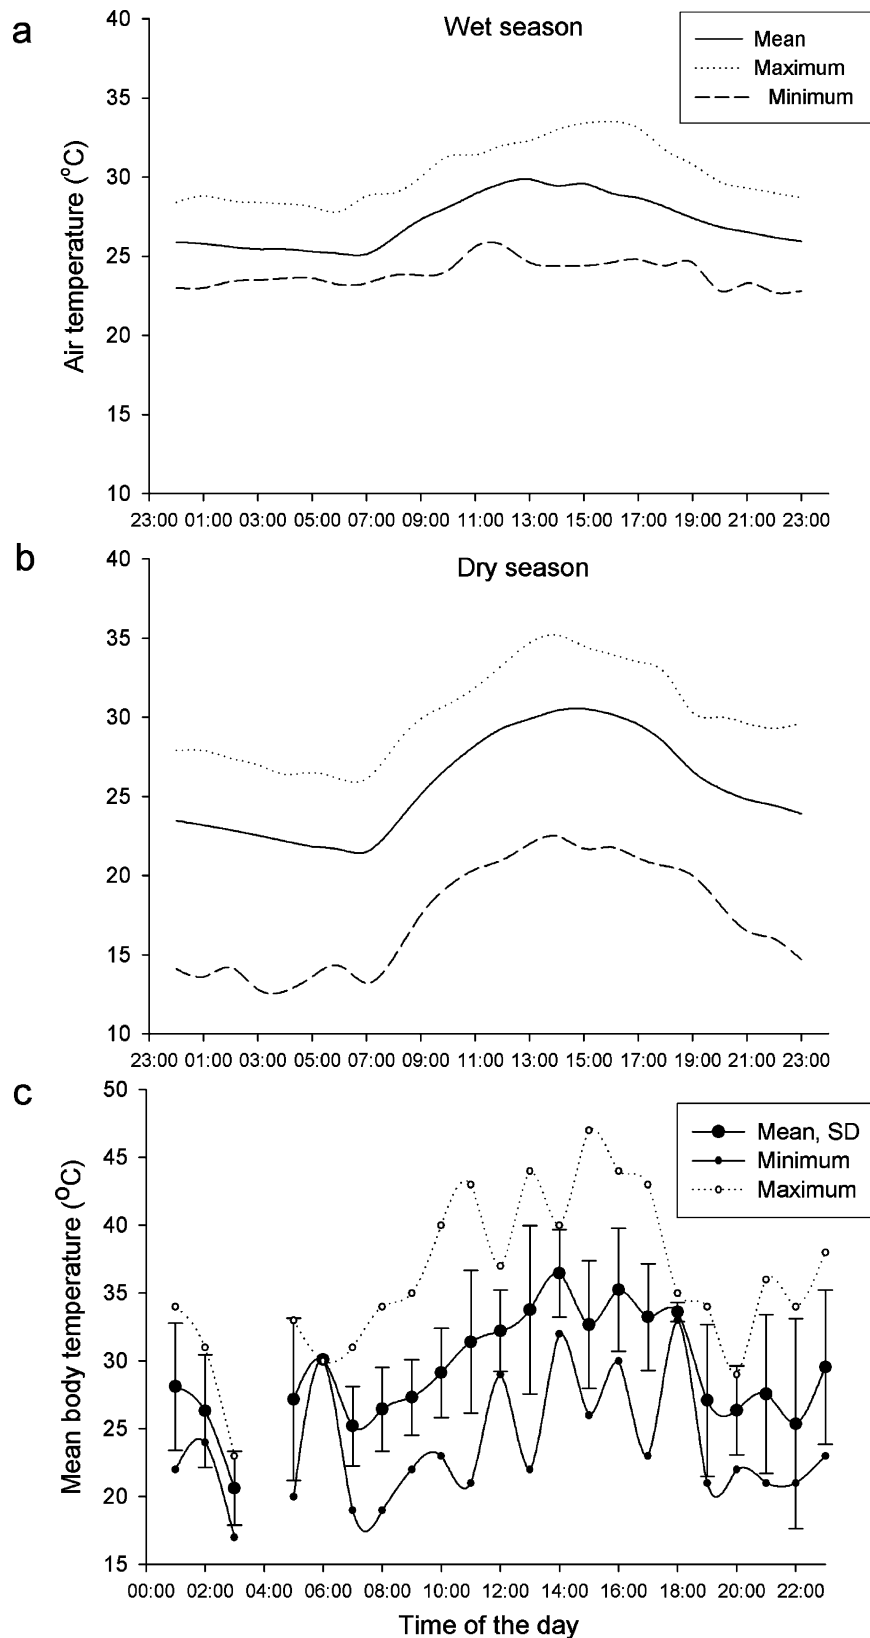 a
Wet season
Mean
Maximum
Minimum
Air temperature (°C)
40
35
30
25
20
15
10
23:00 01:00 03:00 05:00 07:00 09:00 11:00 13:00 15:00 17:00 19:00 21:00 23:00
b
Dry season
40
35
30
25
20
15
10
23:00 01:00 03:00 05:00 07:00 09:00 11:00 13:00 15:00 17:00 19:00 21:00 23:00
c
Mean, SD
Minimum
Maximum
Mean body temperature (°C)
50
45
40
35
30
25
20
15
00:00 02:00 04:00 06:00 08:00 10:00 12:00 14:00 16:00 18:00 20:00 22:00
Time of the day